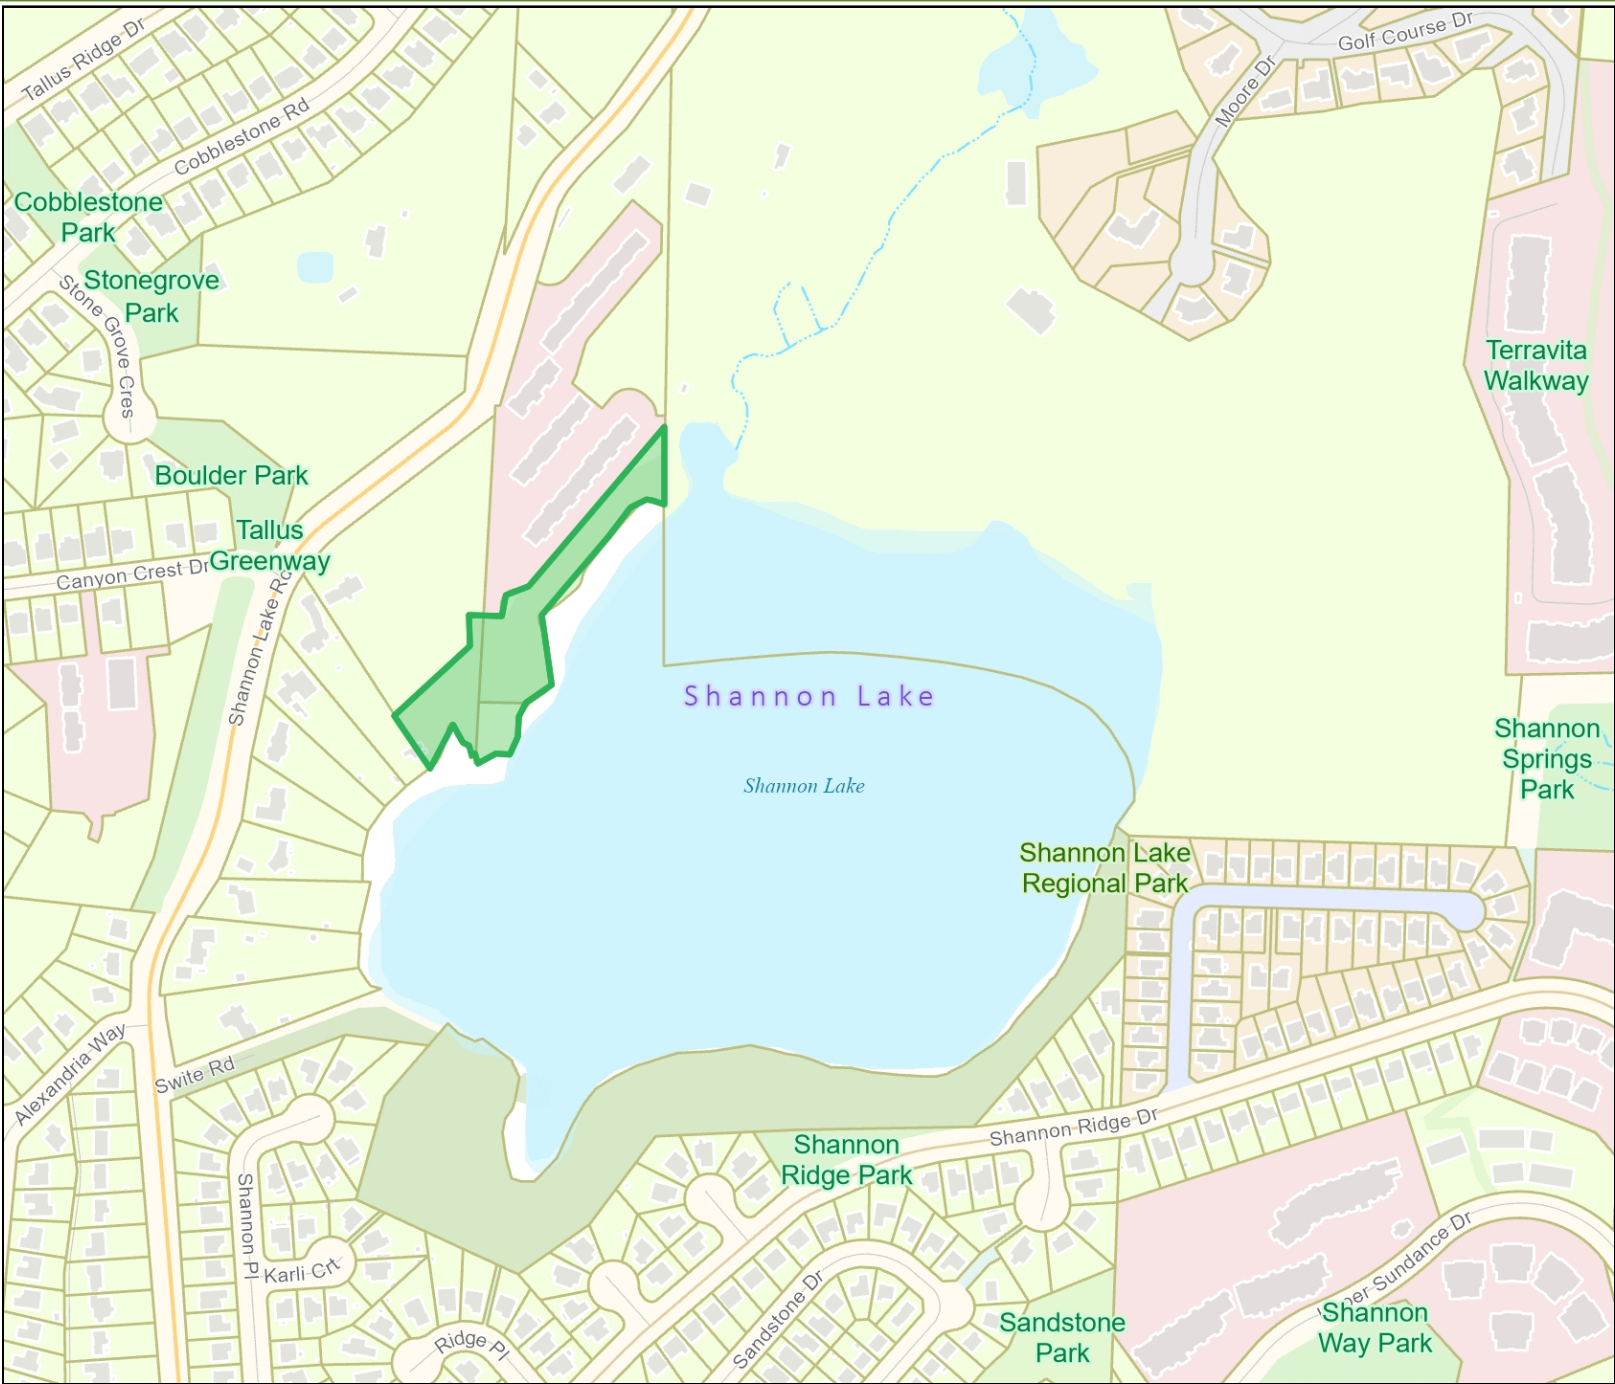 Tallus Ridge Dr
Golf Course Dr
Moore Dr
Cobblestone Rd
Cobblestone
Park
Stonegrove
Park
Stone Grove Cres
Terravita
Walkway
Boulder Park
Tallus
Greenway
Canyon Crest Dr
Shannon Lake Rd
Shannon Lake
Shannon Lake
Shannon
Springs
Park
Shannon Lake
Regional Park
Alexandria Way
Swite Rd
Shannon Ridge Dr
Shannon
Ridge Park
Shannon Pl
Karli Crt
Ridge Pl
Sandstone Dr
Sandstone
Park
Sundance Dr
Shannon
Way Park